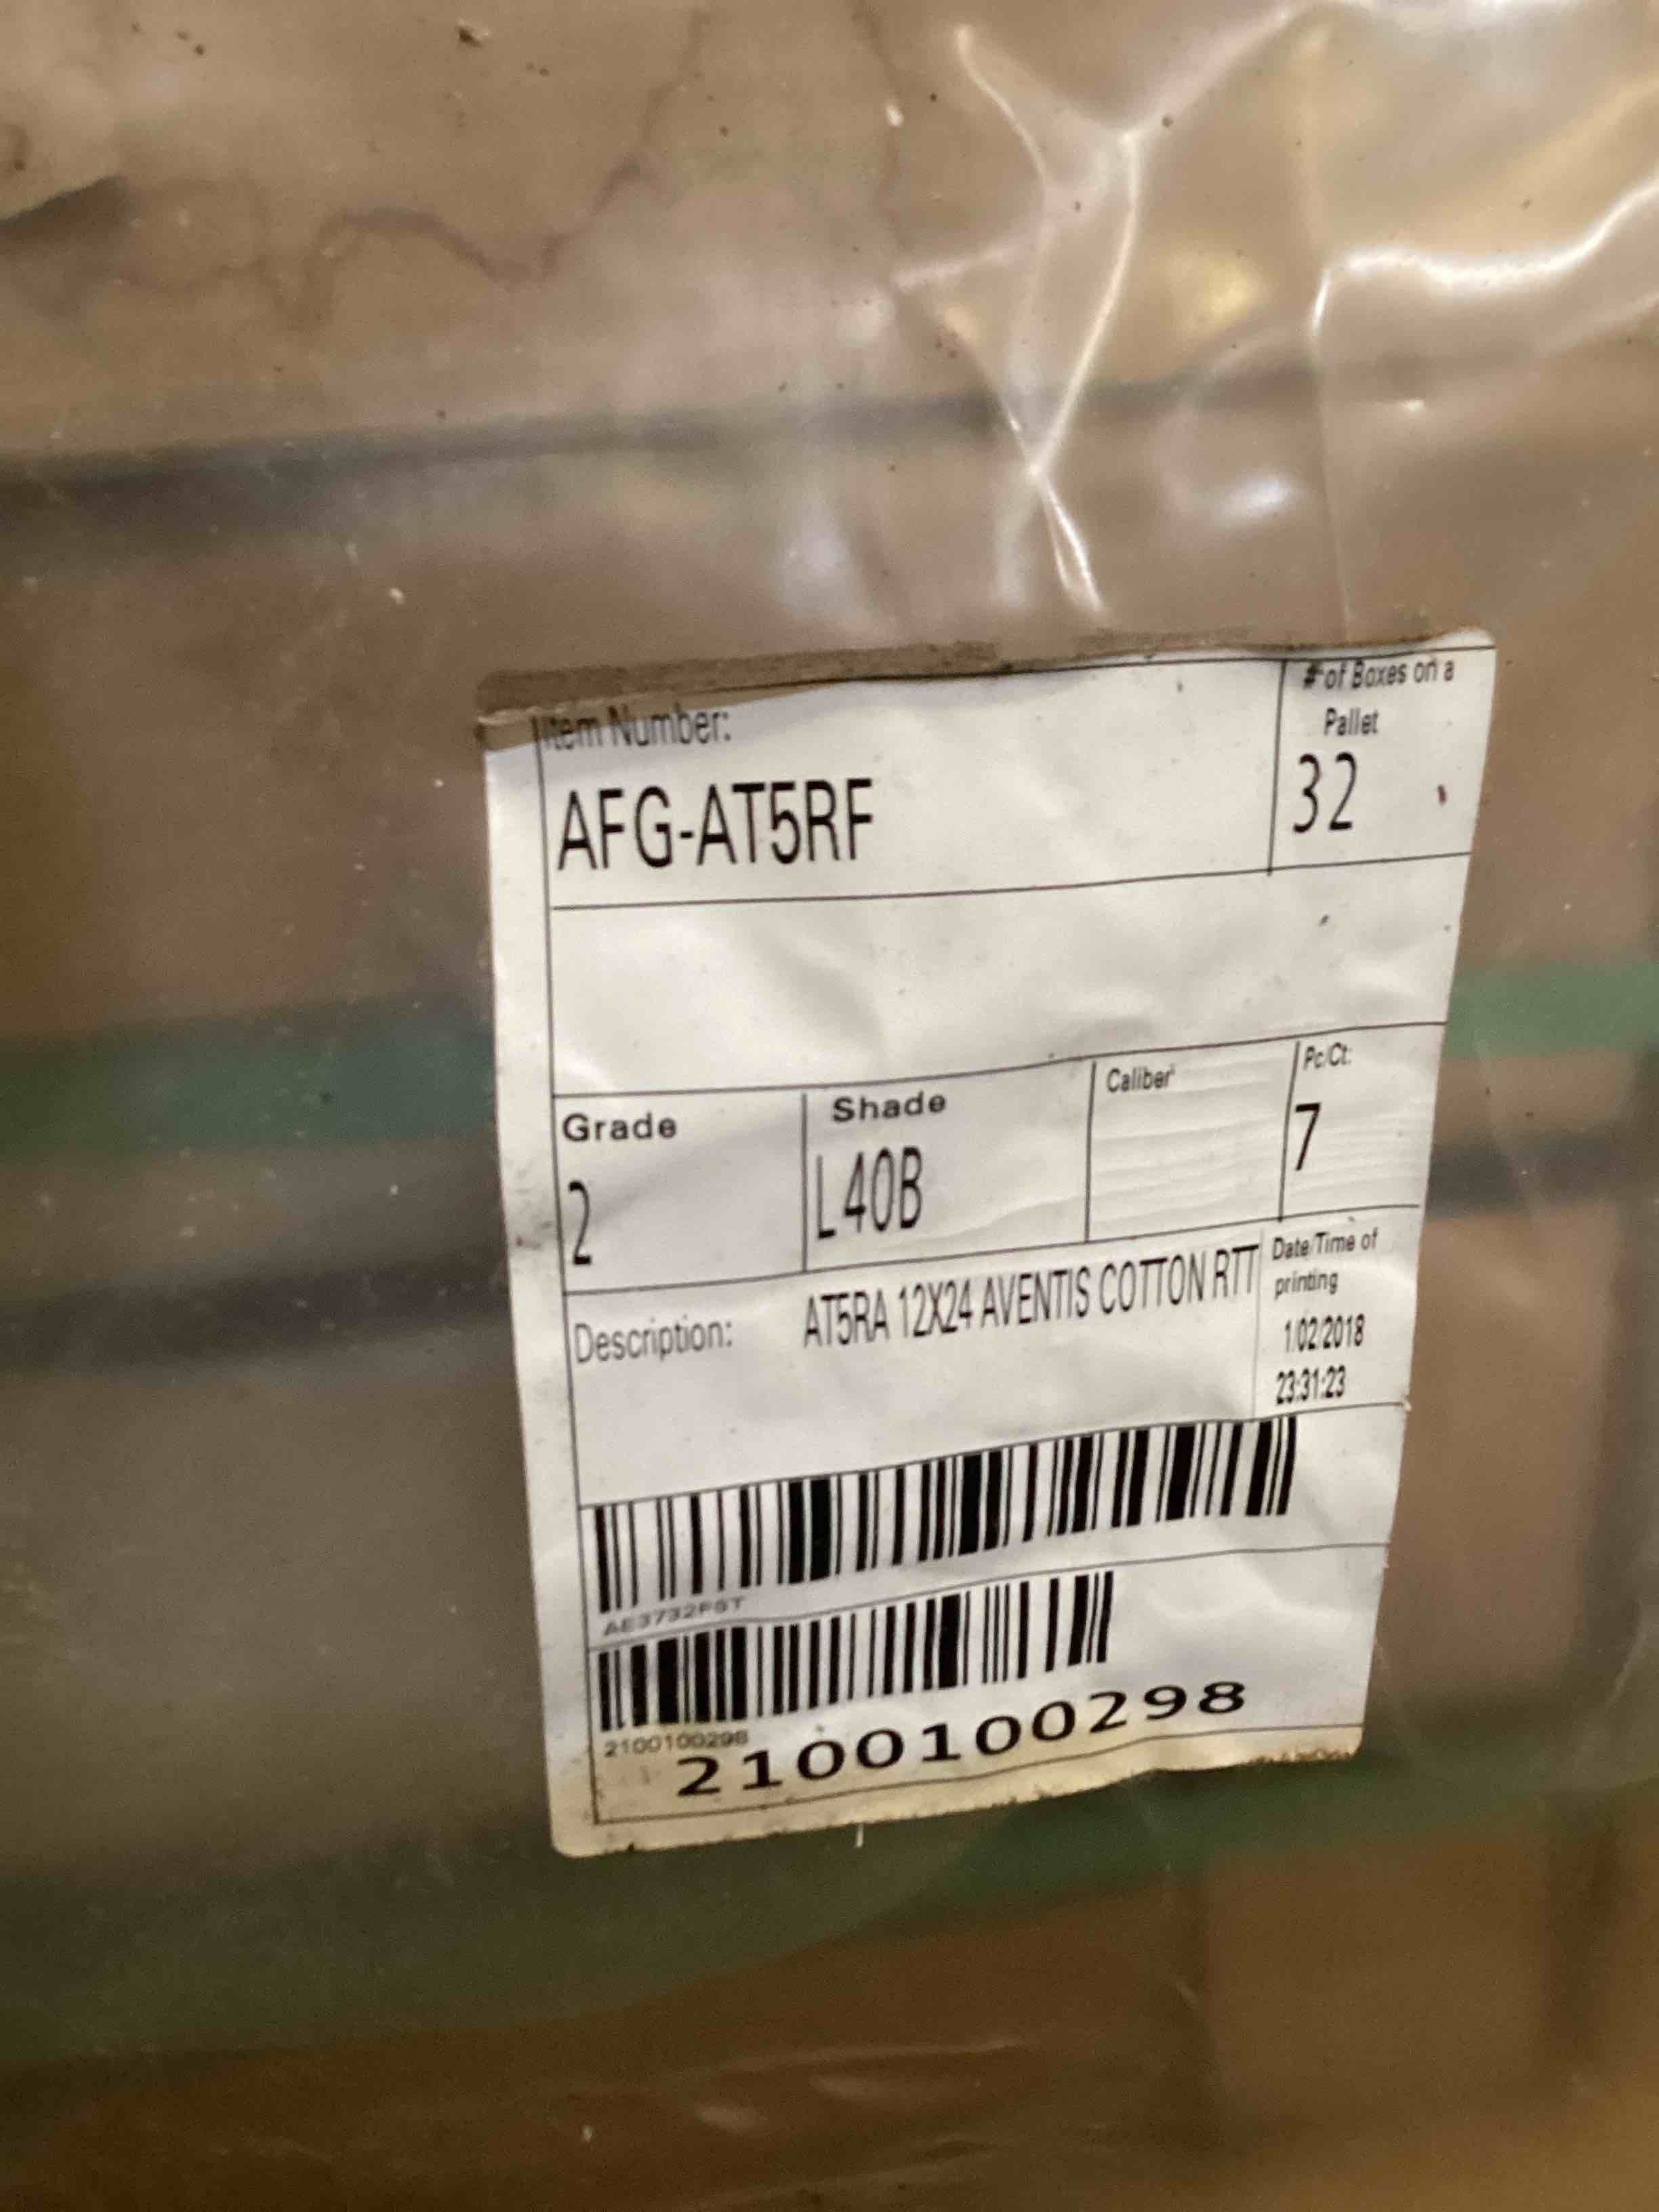 Item Number:
AFG-AT5RF
# of Boxes on a
Pallet
32
Grade
2
Shade
L40B
Caliber
Pc/Ct:
7
Description:
AT5RA 12X24 AVENTIS COTTON RTT
Date/Time of
printing
1/02/2018
23:31:23
2100100298
2100100298